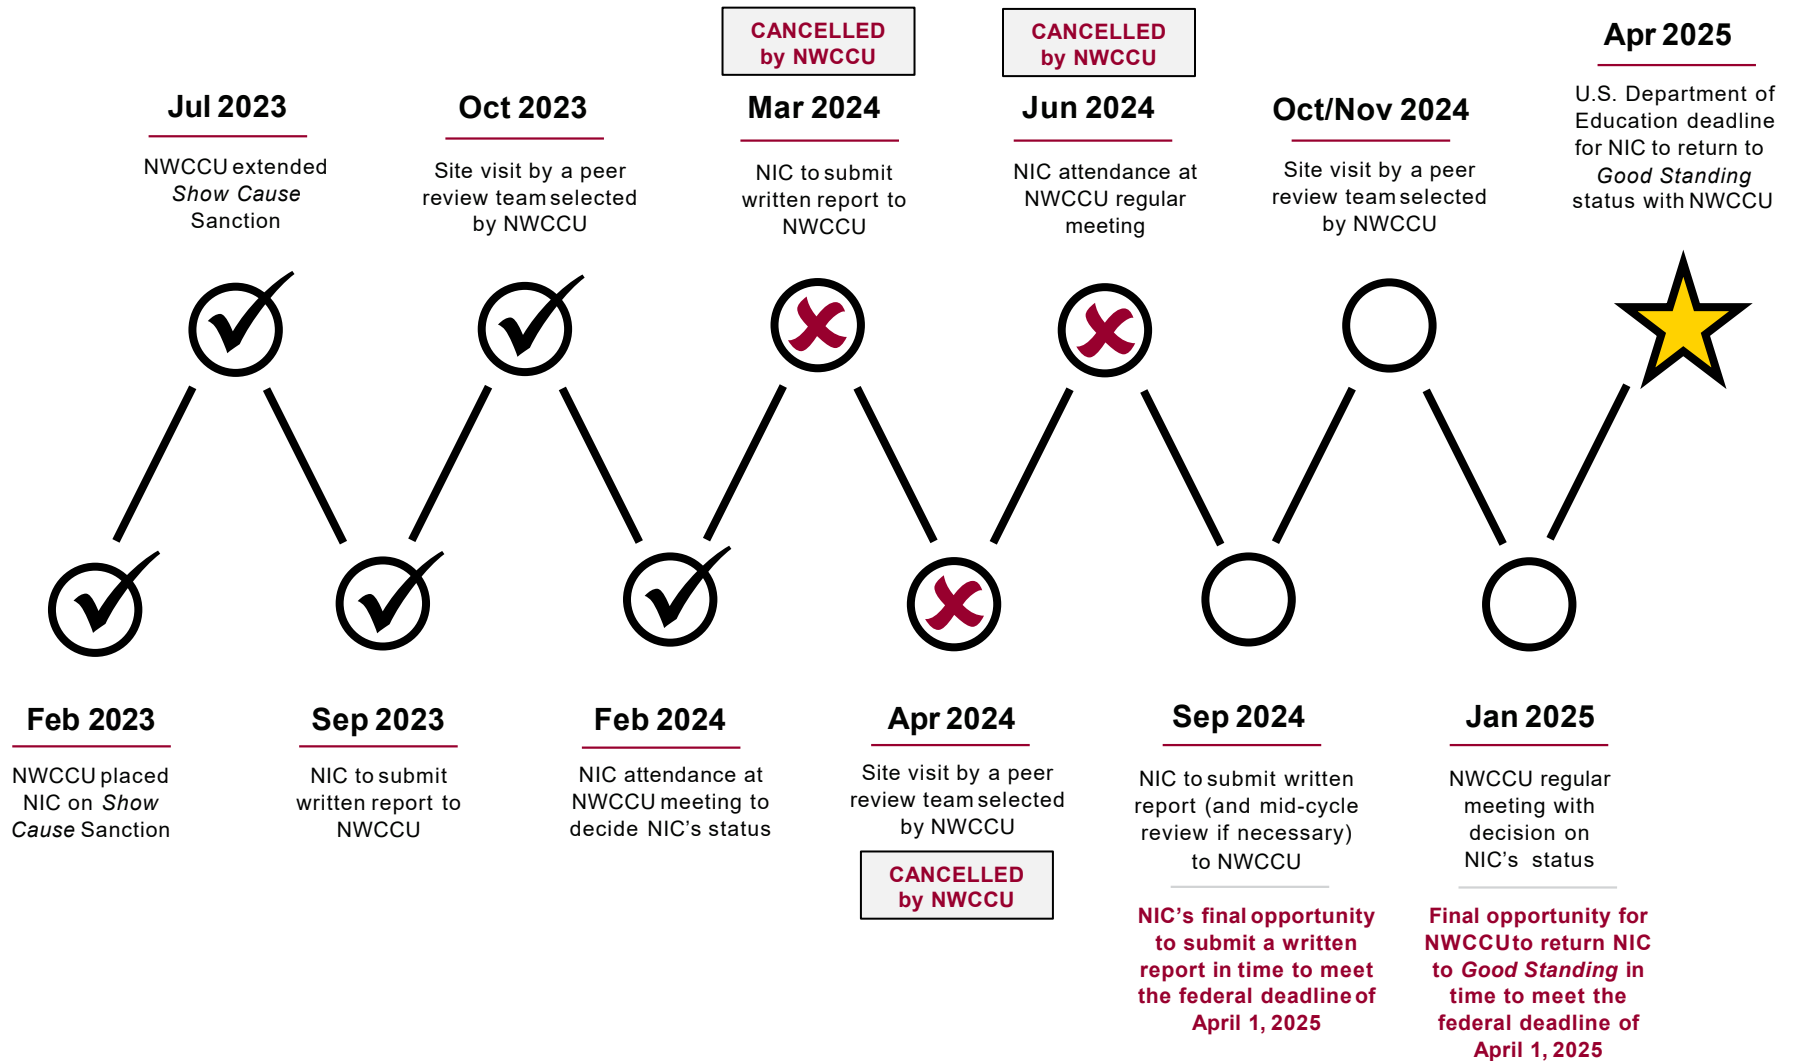 CANCELLED
by NWCCU
CANCELLED
by NWCCU
Apr 2025
U.S. Department of
Education deadline
for NIC to return to
Good Standing
status with NWCCU
Jul 2023
NWCCU extended
Show Cause
Sanction
Oct 2023
Site visit by a peer
review team selected
by NWCCU
Mar 2024
NIC to submit
written report to
NWCCU
Jun 2024
NIC attendance at
NWCCU regular
meeting
Oct/Nov 2024
Site visit by a peer
review team selected
by NWCCU
Feb 2023
NWCCU placed
NIC on Show
Cause Sanction
Sep 2023
NIC to submit
written report to
NWCCU
Feb 2024
NIC attendance at
NWCCU meeting to
decide NIC's status
Apr 2024
Site visit by a peer
review team selected
by NWCCU
CANCELLED
by NWCCU
Sep 2024
NIC to submit written
report (and mid-cycle
review if necessary)
to NWCCU
NIC's final opportunity
to submit a written
report in time to meet
the federal deadline of
April 1, 2025
Jan 2025
NWCCU regular
meeting with
decision on
NIC's status
Final opportunity for
NWCCU to return NIC
to Good Standing in
time to meet the
federal deadline of
April 1, 2025